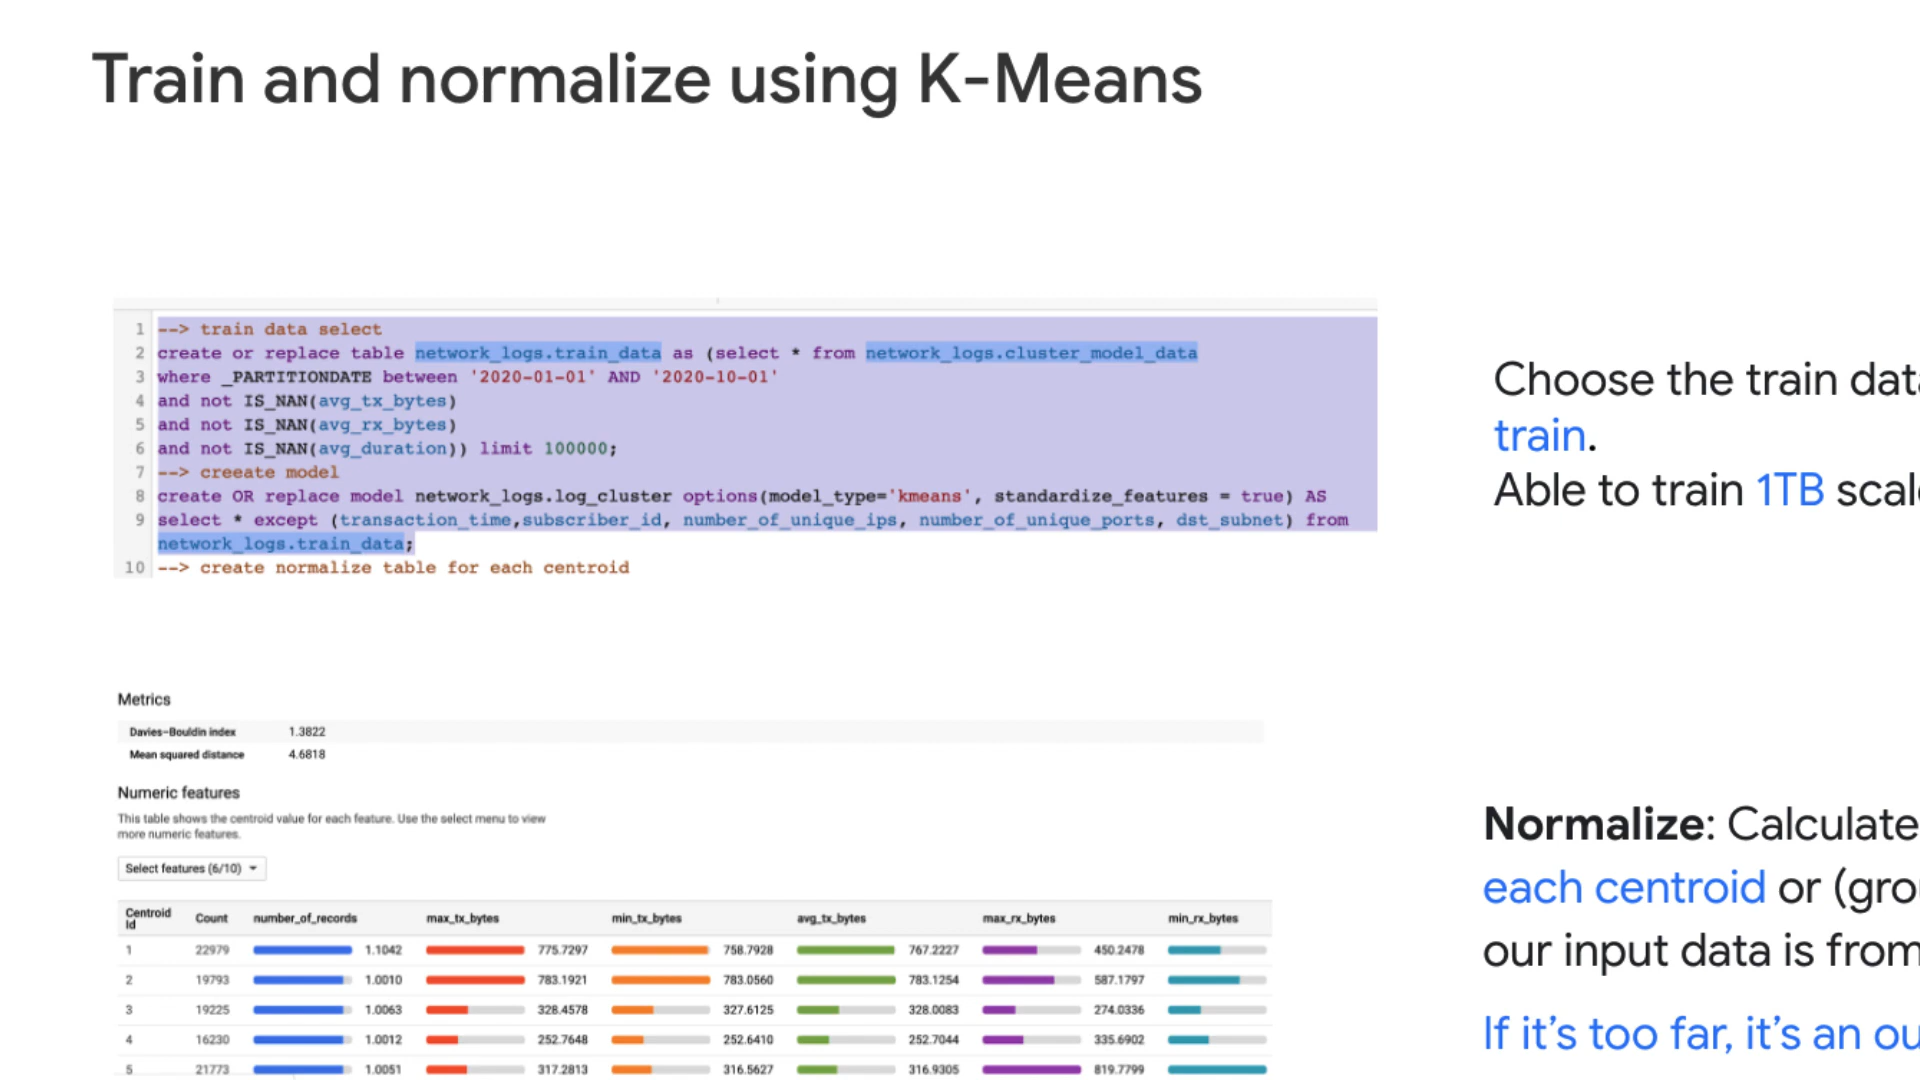 Train and normalize using K-Means
1 --> train data select
2 create or replace table network_logs.train_data as (select * from network_logs.cluster_model_data
3 where _PARTITIONDATE between '2020-01-01' AND '2020-10-01'
4 and not IS_NAN(avg_tx_bytes)
5 and not IS_NAN(avg_rx_bytes)
6 and not IS_NAN(avg_duration)) limit 100000;
7 --> creeate model
8 create OR replace model network_logs.log_cluster options(model_type='kmeans', standardize_features = true) AS
9 select * except (transaction_time,subscriber_id, number_of_unique_ips, number_of_unique_ports, dst_subnet) from
network_logs.train_data;
10 --> create normalize table for each centroid
Choose the train
train.
Able to train 1TB
Metrics
Davies–Bouldin index 1.3822
Mean squared distance 4.6818
Numeric features
This table shows the centroid value for each feature. Use the select menu to view
more numeric features.
Select features (6/10)
Centroid Id Count number_of_records max_tx_bytes min_tx_bytes avg_tx_bytes max_rx_bytes min_rx_bytes
1 22979 1.1042 775.7297 758.7928 767.2227 450.2478
2 19793 1.0010 783.1921 783.0560 783.1254 587.1797
3 19225 1.0063 328.4578 327.6125 328.0083 274.0336
4 16230 1.0012 252.7648 252.6410 252.7044 335.6902
5 21773 1.0051 317.2813 316.5627 316.9305 819.7799
Normalize: Calculate
each centroid or
our input data is from
If it's too far, it's an